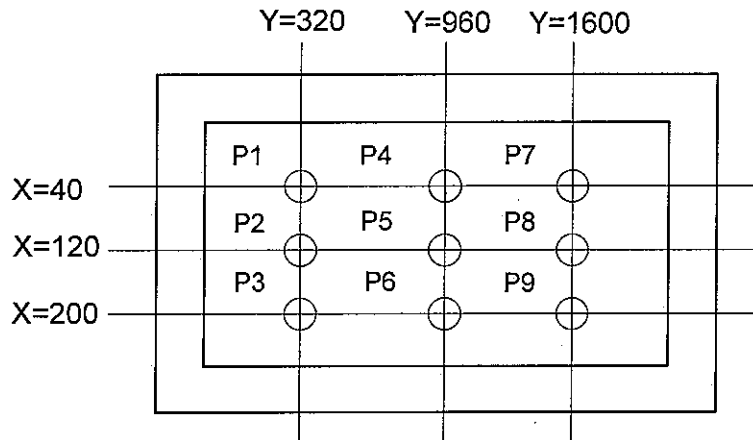 Y=320 Y=960 Y=1600
P1 P4 P7
X=40
P2 P5 P8
X=120
P3 P6 P9
X=200